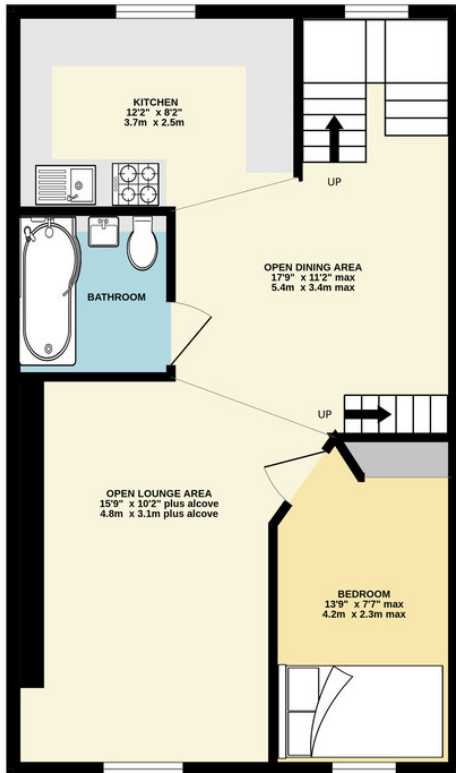 KITCHEN
12'2" x 8'2"
3.7m x 2.5m
UP
OPEN DINING AREA
17'9" x 11'2" max
5.4m x 3.4m max
BATHROOM
UP
OPEN LOUNGE AREA
15'9" x 10'2" plus alcove
4.8m x 3.1m plus alcove
BEDROOM
13'9" x 7'7" max
4.2m x 2.3m max